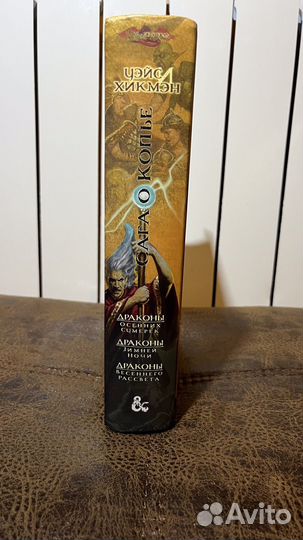 УЭЙС
ХИКМЭН
САГА О КОПЬЕ
ДРАКОНЫ
ОСЕННИХ
СУМЕРЕК
ДРАКОНЫ
ЗИМНЕЙ
НОЧИ
ДРАКОНЫ
ВЕСЕННЕГО
РАССВЕТА
&
Avito